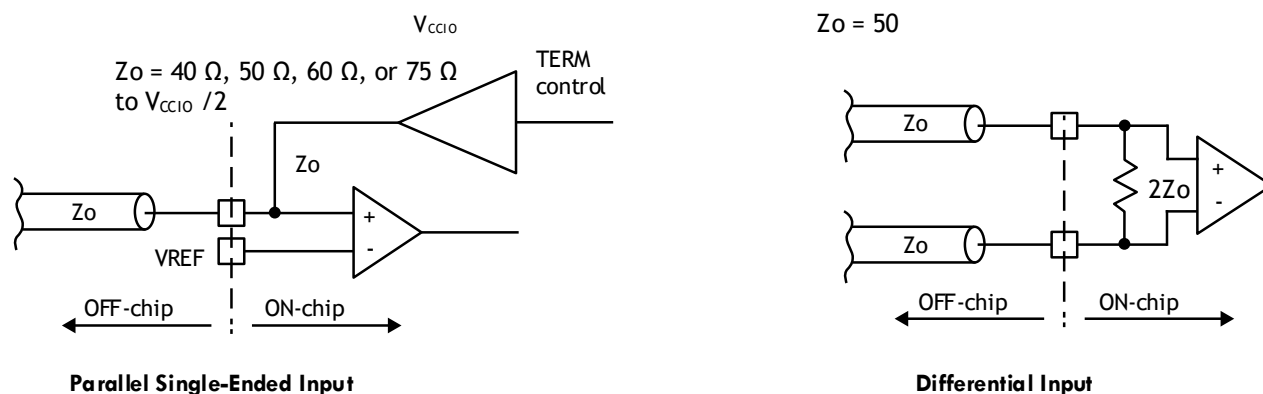 VCCIO
Zo = 40 Ω, 50 Ω, 60 Ω, or 75 Ω
to VCCIO /2
TERM
control
Zo
Zo
+
-
VREF
OFF-chip
ON-chip
Parallel Single-Ended Input
Zo = 50
Zo
2Zo
+
-
Zo
OFF-chip
ON-chip
Differential Input